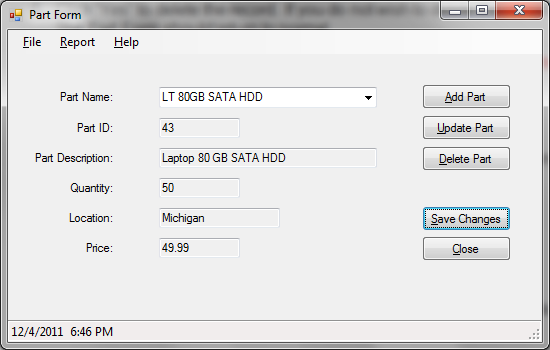 Part Form
File Report Help
Part Name: LT 80GB SATA HDD Add Part
Part ID: 43 Update Part
Part Description: Laptop 80 GB SATA HDD Delete Part
Quantity: 50
Location: Michigan Save Changes
Price: 49.99 Close
12/4/2011 6:46 PM